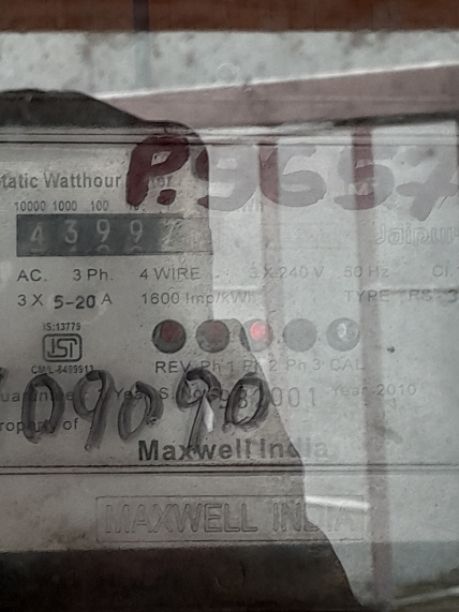 P.9657
tatic Watthour
10000 1000 100
4399
AC. 3 Ph. 4 WIRE 3 X 240 V 50 Hz
3 X 5-20 A 1600 Imp/kWh TYPE
IS:13779
ISI
REV Ph 1 Ph 2 Ph 3 CAL
09090
Year 2010
Maxwell India
MAXWELL INDIA